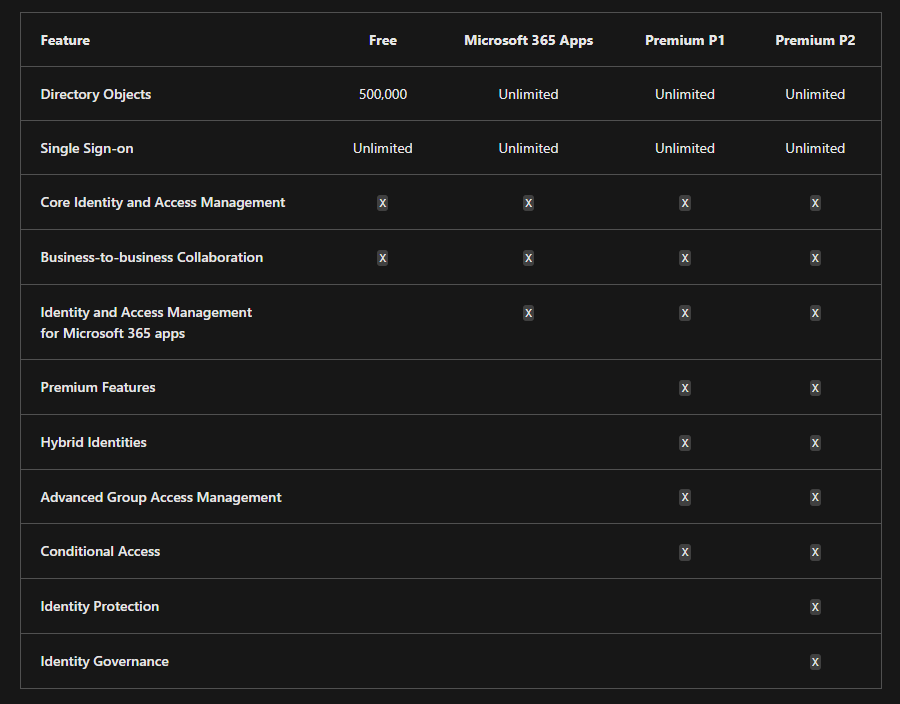 Feature Free Microsoft 365 Apps Premium P1 Premium P2
Directory Objects 500,000 Unlimited Unlimited Unlimited
Single Sign-on Unlimited Unlimited Unlimited Unlimited
Core Identity and Access Management X X X X
Business-to-business Collaboration X X X X
Identity and Access Management X X X
for Microsoft 365 apps
Premium Features X X
Hybrid Identities X X
Advanced Group Access Management X X
Conditional Access X X
Identity Protection X
Identity Governance X